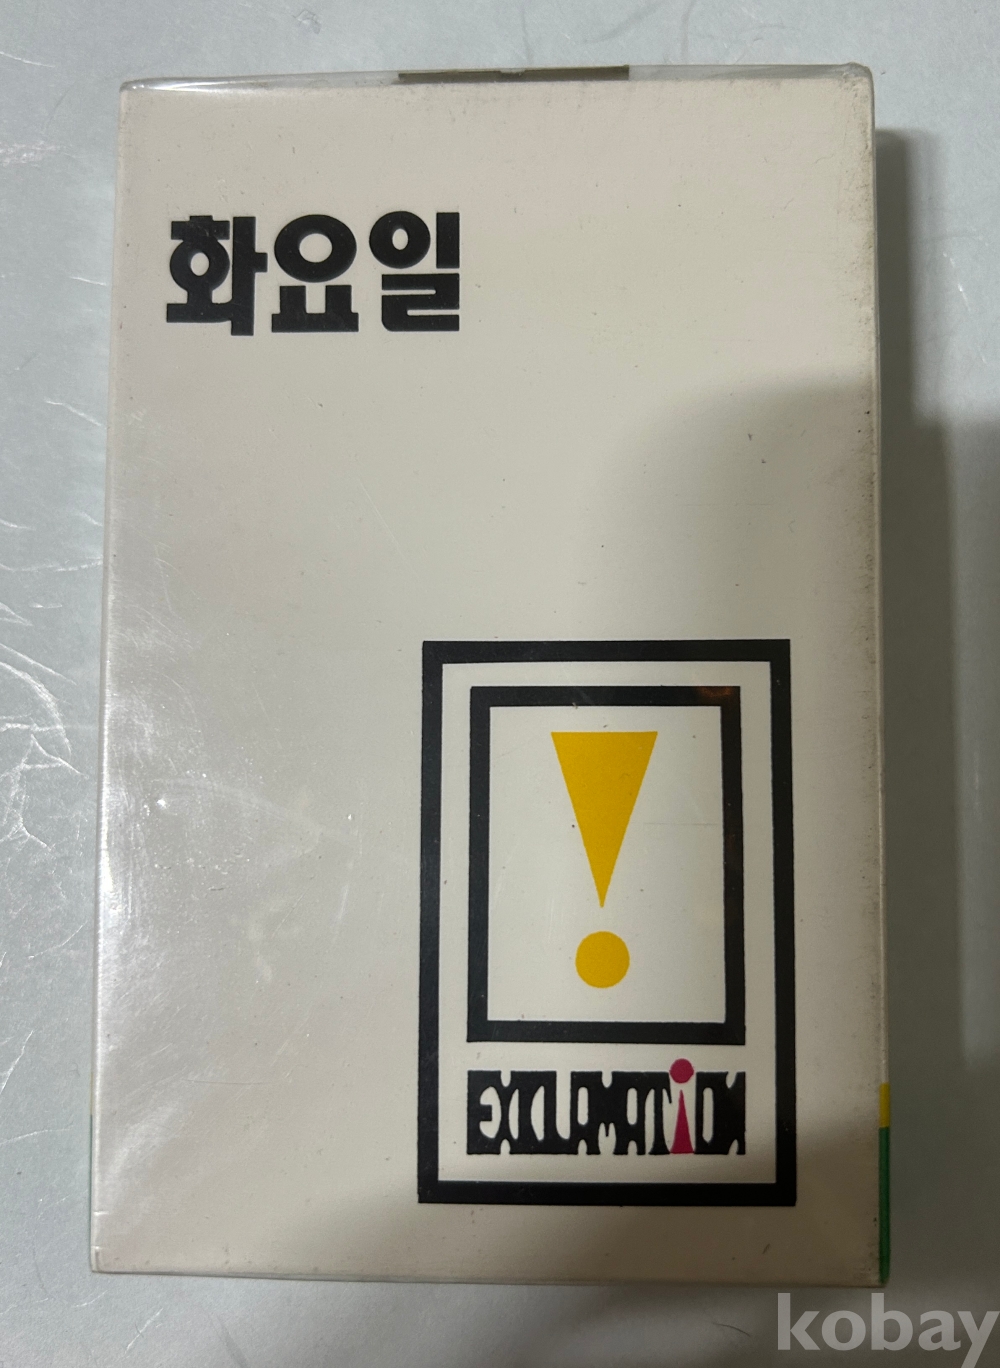 화요일
!
EXCLAMATiON
kobay